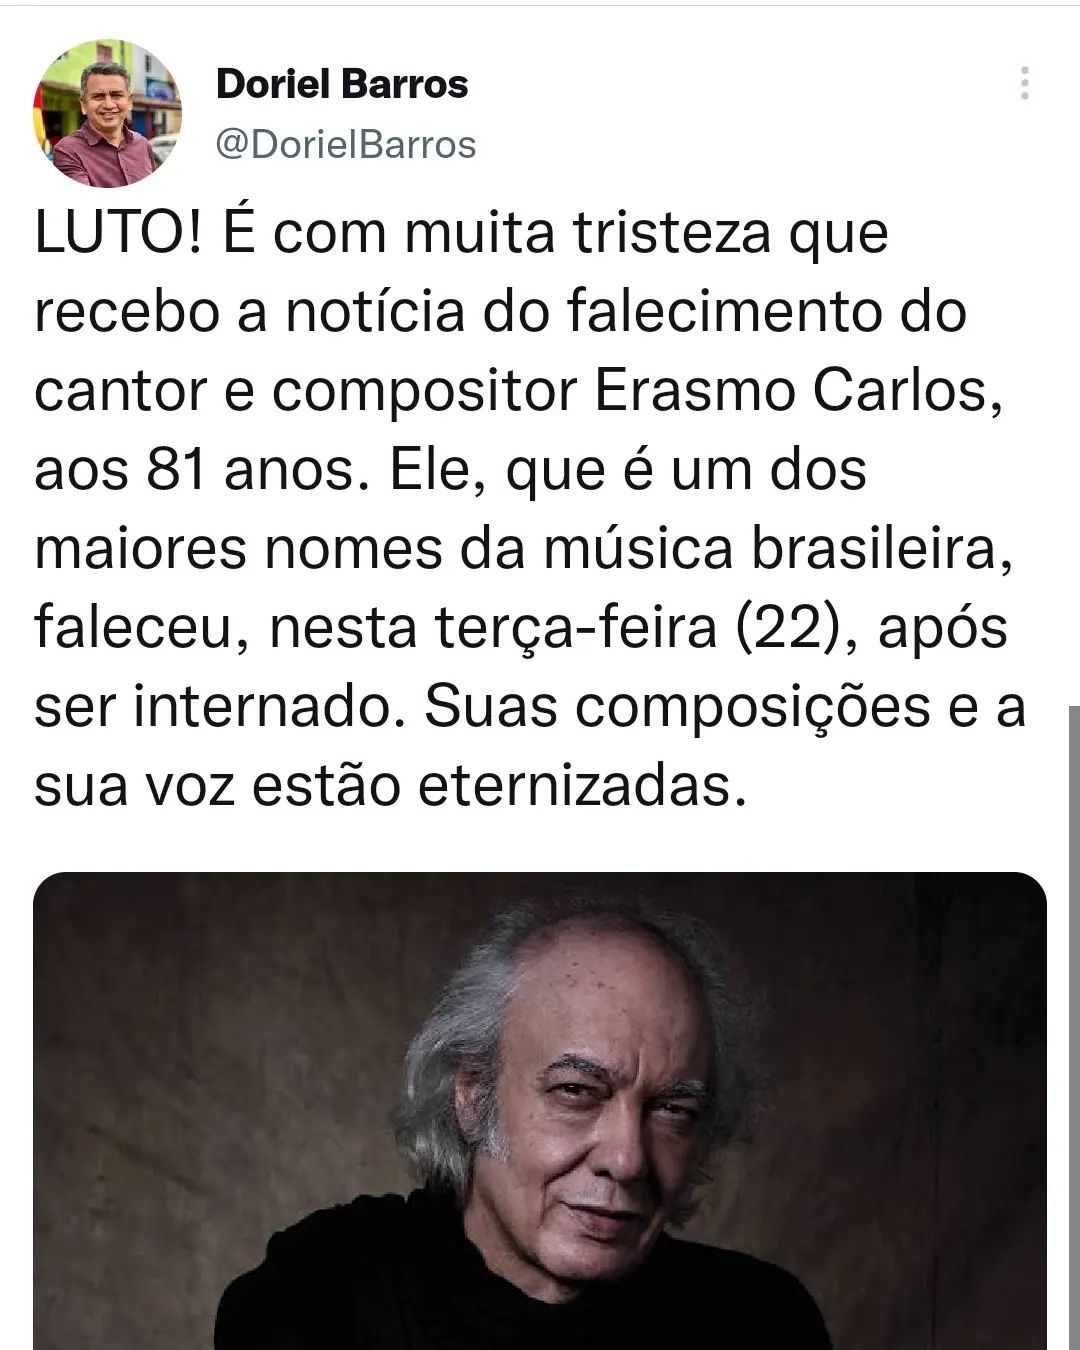 Doriel Barros
@DorielBarros
LUTO! É com muita tristeza que
recebo a notícia do falecimento do
cantor e compositor Erasmo Carlos,
aos 81 anos. Ele, que é um dos
maiores nomes da música brasileira,
faleceu, nesta terça-feira (22), após
ser internado. Suas composições e a
sua voz estão eternizadas.